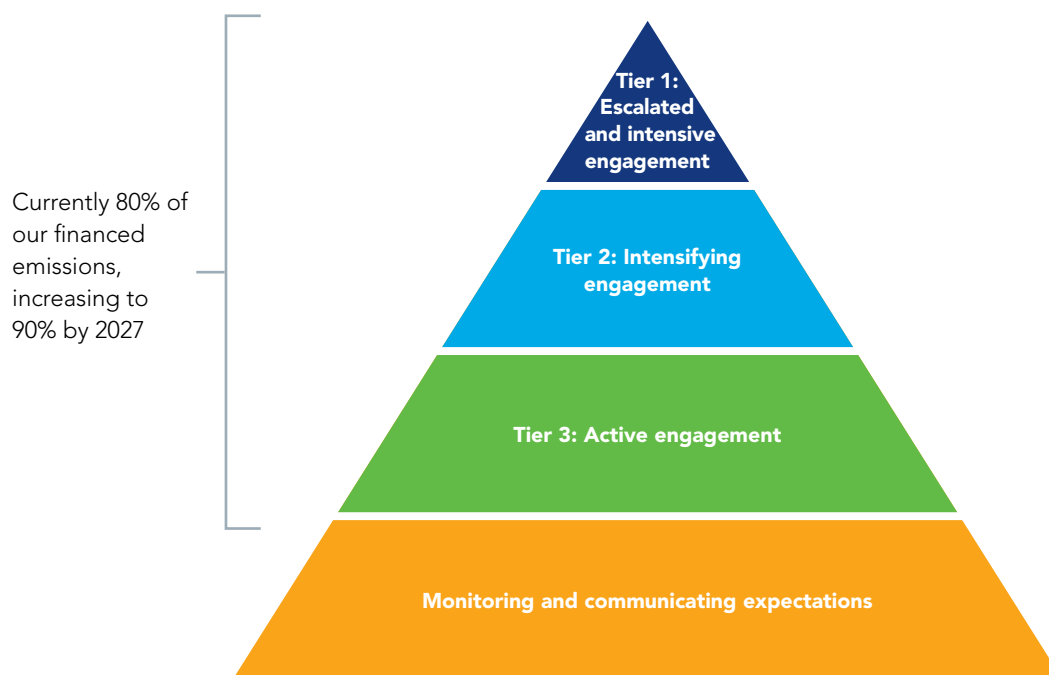 Tier 1:
Escalated
and intensive
engagement
Currently 80% of
our financed
emissions,
increasing to
90% by 2027
Tier 2: Intensifying
engagement
Tier 3: Active engagement
Monitoring and communicating expectations